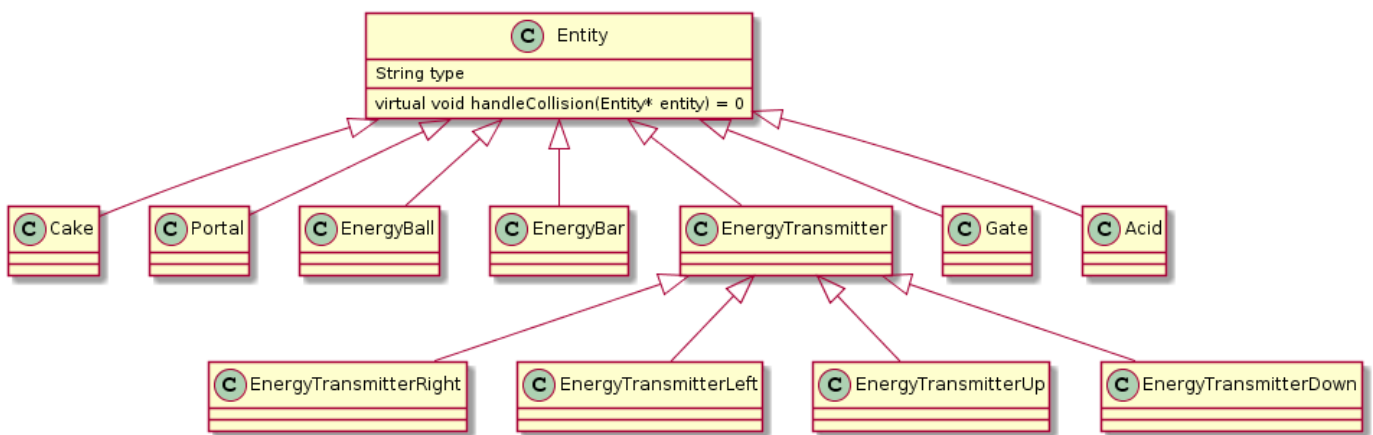 C Entity
String type
virtual void handleCollision(Entity* entity) = 0
C Cake
C Portal
C EnergyBall
C EnergyBar
C EnergyTransmitter
C Gate
C Acid
C EnergyTransmitterRight
C EnergyTransmitterLeft
C EnergyTransmitterUp
C EnergyTransmitterDown